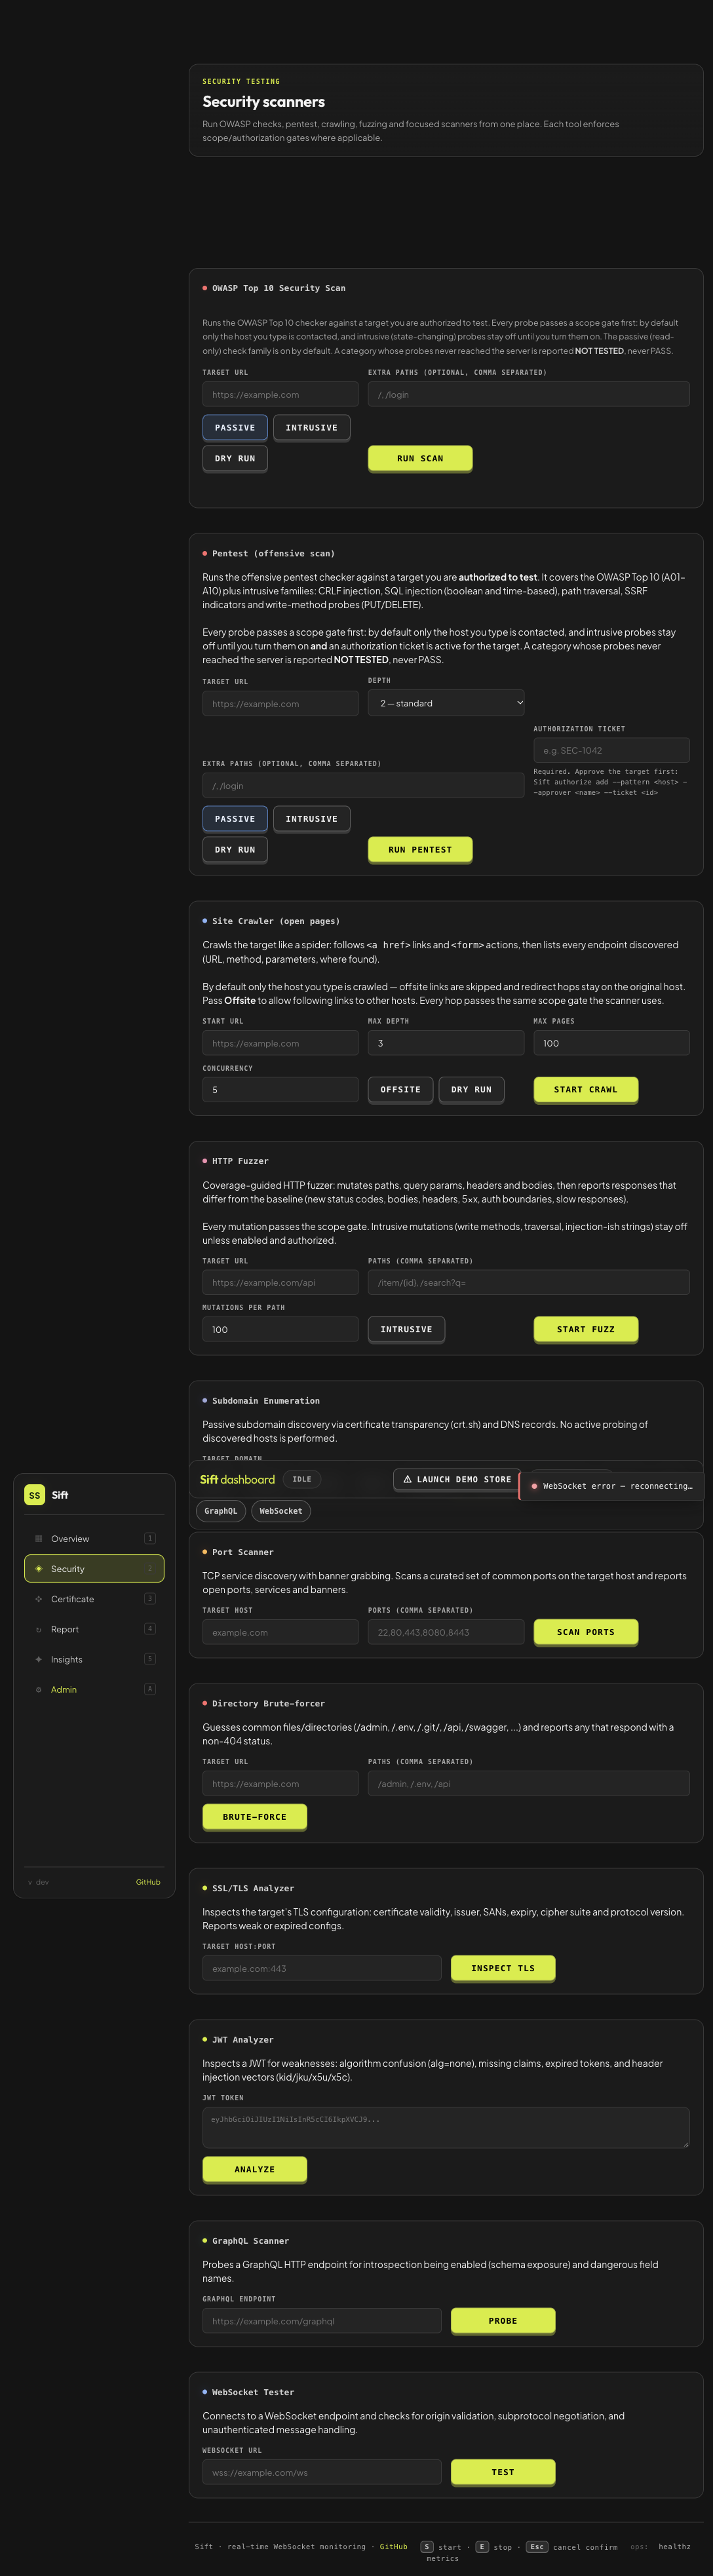 SECURITY TESTING
Security scanners
Run OWASP checks, pentest, crawling, fuzzing and focused scanners from one place. Each tool enforces
scope/authorization gates where applicable.
OWASP Top 10 Security Scan
Runs the OWASP Top 10 checker against a target you are authorized to test. Every probe passes a scope gate first: by default
only the host you type is contacted, and intrusive (state-changing) probes stay off until you turn them on. The passive (read-
only) check family is on by default. A category whose probes never reached the server is reported NOT TESTED, never PASS.
TARGET URL
EXTRA PATHS (OPTIONAL, COMMA SEPARATED)
https://example.com
/, /login
PASSIVE
INTRUSIVE
DRY RUN
RUN SCAN
Pentest (offensive scan)
Runs the offensive pentest checker against a target you are authorized to test. It covers the OWASP Top 10 (A01–
A10) plus intrusive families: CRLF injection, SQL injection (boolean and time-based), path traversal, SSRF
indicators and write-method probes (PUT/DELETE).
Every probe passes a scope gate first: by default only the host you type is contacted, and intrusive probes stay
off until you turn them on and an authorization ticket is active for the target. A category whose probes never
reached the server is reported NOT TESTED, never PASS.
TARGET URL
DEPTH
https://example.com
2 — standard
AUTHORIZATION TICKET
e.g. SEC-1042
Required. Approve the target first:
Sift authorize add --pattern <host> -
-approver <name> --ticket <id>
EXTRA PATHS (OPTIONAL, COMMA SEPARATED)
/, /login
PASSIVE
INTRUSIVE
DRY RUN
RUN PENTEST
Site Crawler (open pages)
Crawls the target like a spider: follows <a href> links and <form> actions, then lists every endpoint discovered
(URL, method, parameters, where found).
By default only the host you type is crawled — offsite links are skipped and redirect hops stay on the original host.
Pass Offsite to allow following links to other hosts. Every hop passes the same scope gate the scanner uses.
START URL
MAX DEPTH
MAX PAGES
https://example.com
3
100
CONCURRENCY
5
OFFSITE
DRY RUN
START CRAWL
HTTP Fuzzer
Coverage-guided HTTP fuzzer: mutates paths, query params, headers and bodies, then reports responses that
differ from the baseline (new status codes, bodies, headers, 5xx, auth boundaries, slow responses).
Every mutation passes the scope gate. Intrusive mutations (write methods, traversal, injection-ish strings) stay off
unless enabled and authorized.
TARGET URL
PATHS (COMMA SEPARATED)
https://example.com/api
/item/{id}, /search?q=
MUTATIONS PER PATH
100
INTRUSIVE
START FUZZ
Subdomain Enumeration
Passive subdomain discovery via certificate transparency (crt.sh) and DNS records. No active probing of
discovered hosts is performed.
TARGET DOMAIN
Sift dashboard
IDLE
⚠ LAUNCH DEMO STORE
WebSocket error — reconnecting…
GraphQL
WebSocket
SS
Sift
Overview
1
Security
2
Certificate
3
Report
4
Insights
5
Admin
A
v dev
GitHub
Port Scanner
TCP service discovery with banner grabbing. Scans a curated set of common ports on the target host and reports
open ports, services and banners.
TARGET HOST
PORTS (COMMA SEPARATED)
example.com
22,80,443,8080,8443
SCAN PORTS
Directory Brute-forcer
Guesses common files/directories (/admin, /.env, /.git/, /api, /swagger, ...) and reports any that respond with a
non-404 status.
TARGET URL
PATHS (COMMA SEPARATED)
https://example.com
/admin, /.env, /api
BRUTE-FORCE
SSL/TLS Analyzer
Inspects the target's TLS configuration: certificate validity, issuer, SANs, expiry, cipher suite and protocol version.
Reports weak or expired configs.
TARGET HOST:PORT
example.com:443
INSPECT TLS
JWT Analyzer
Inspects a JWT for weaknesses: algorithm confusion (alg=none), missing claims, expired tokens, and header
injection vectors (kid/jku/x5u/x5c).
JWT TOKEN
eyJhbGciOiJIUzI1NiIsInR5cCI6IkpXVCJ9...
ANALYZE
GraphQL Scanner
Probes a GraphQL HTTP endpoint for introspection being enabled (schema exposure) and dangerous field
names.
GRAPHQL ENDPOINT
https://example.com/graphql
PROBE
WebSocket Tester
Connects to a WebSocket endpoint and checks for origin validation, subprotocol negotiation, and
unauthenticated message handling.
WEBSOCKET URL
wss://example.com/ws
TEST
Sift · real-time WebSocket monitoring · GitHub
S start · E stop · Esc cancel confirm
ops: healthz
metrics